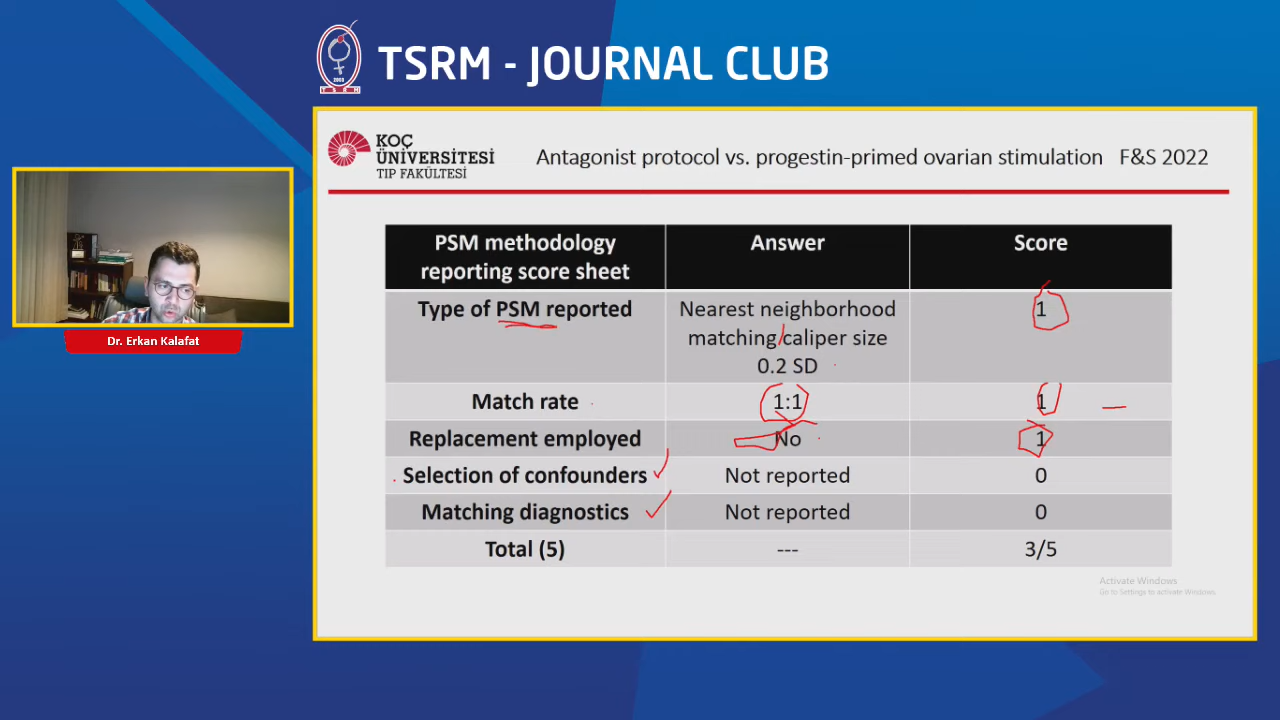 TSRM - JOURNAL CLUB
2003
T S R M
KOÇ
ÜNİVERSİTESİ
TIP FAKÜLTESİ
Antagonist protocol vs. progestin-primed ovarian stimulation F&S 2022
PSM methodology Answer Score
reporting score sheet
Type of PSM reported Nearest neighborhood 1
matching/caliper size
0.2 SD
Match rate 1:1 1
Replacement employed No 1
Selection of confounders Not reported 0
Matching diagnostics Not reported 0
Total (5) --- 3/5
Dr. Erkan Kalafat
Activate Windows
Go to Settings to activate Windows.